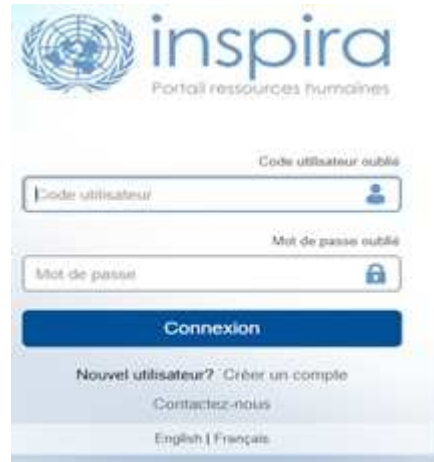 inspira
Portail ressources humaines
Code utilisateur oublié
Code utilisateur
Mot de passe oublié
Mot de passe
Connexion
Nouvel utilisateur? Créer un compte
Contactez-nous
English | Français